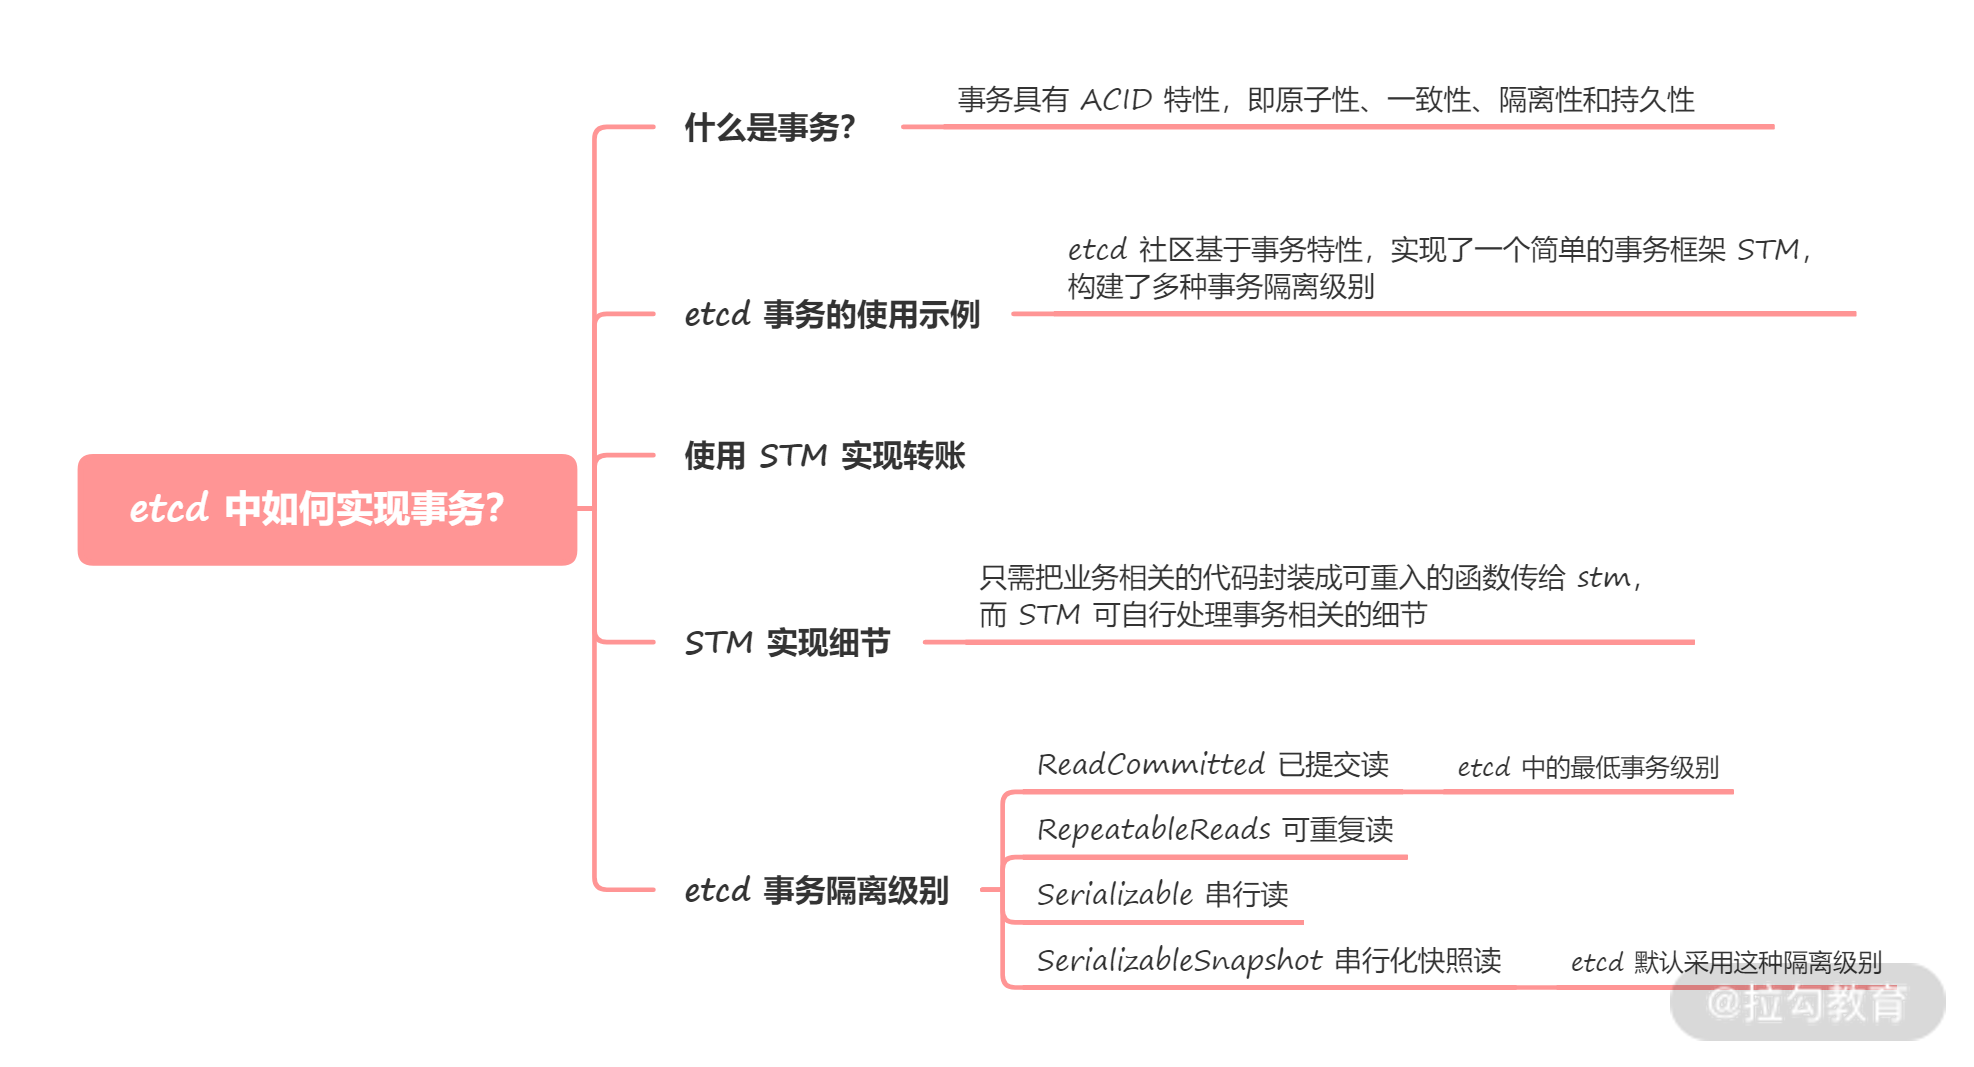 etcd 中如何实现事务？
什么是事务？
事务具有 ACID 特性，即原子性、一致性、隔离性和持久性
etcd 事务的使用示例
etcd 社区基于事务特性，实现了一个简单的事务框架 STM，
构建了多种事务隔离级别
使用 STM 实现转账
STM 实现细节
只需把业务相关的代码封装成可重入的函数传给 stm，
而 STM 可自行处理事务相关的细节
etcd 事务隔离级别
ReadCommitted 已提交读
etcd 中的最低事务级别
RepeatableReads 可重复读
Serializable 串行读
SerializableSnapshot 串行化快照读
etcd 默认采用这种隔离级别
@拉勾教育